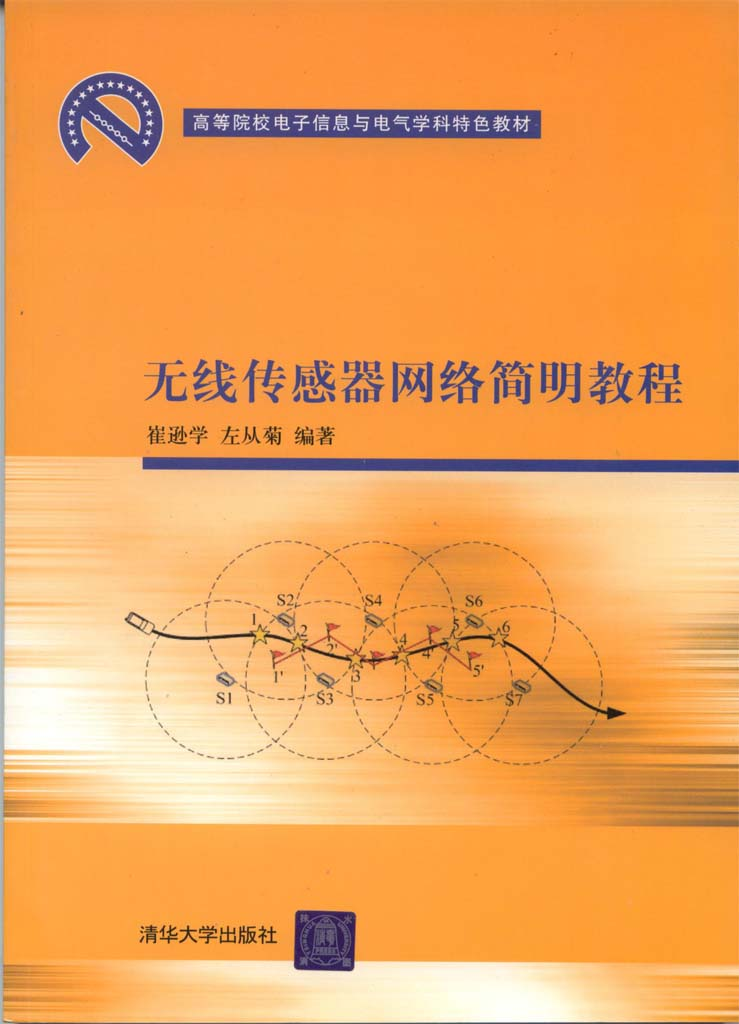 高等院校电子信息与电气学科特色教材
无线传感器网络简明教程
崔逊学 左从菊 编著
S2 S4 S6
1 2 2' 3 4 4' 5 6
1' 5'
S1 S3 S5 S7
清华大学出版社